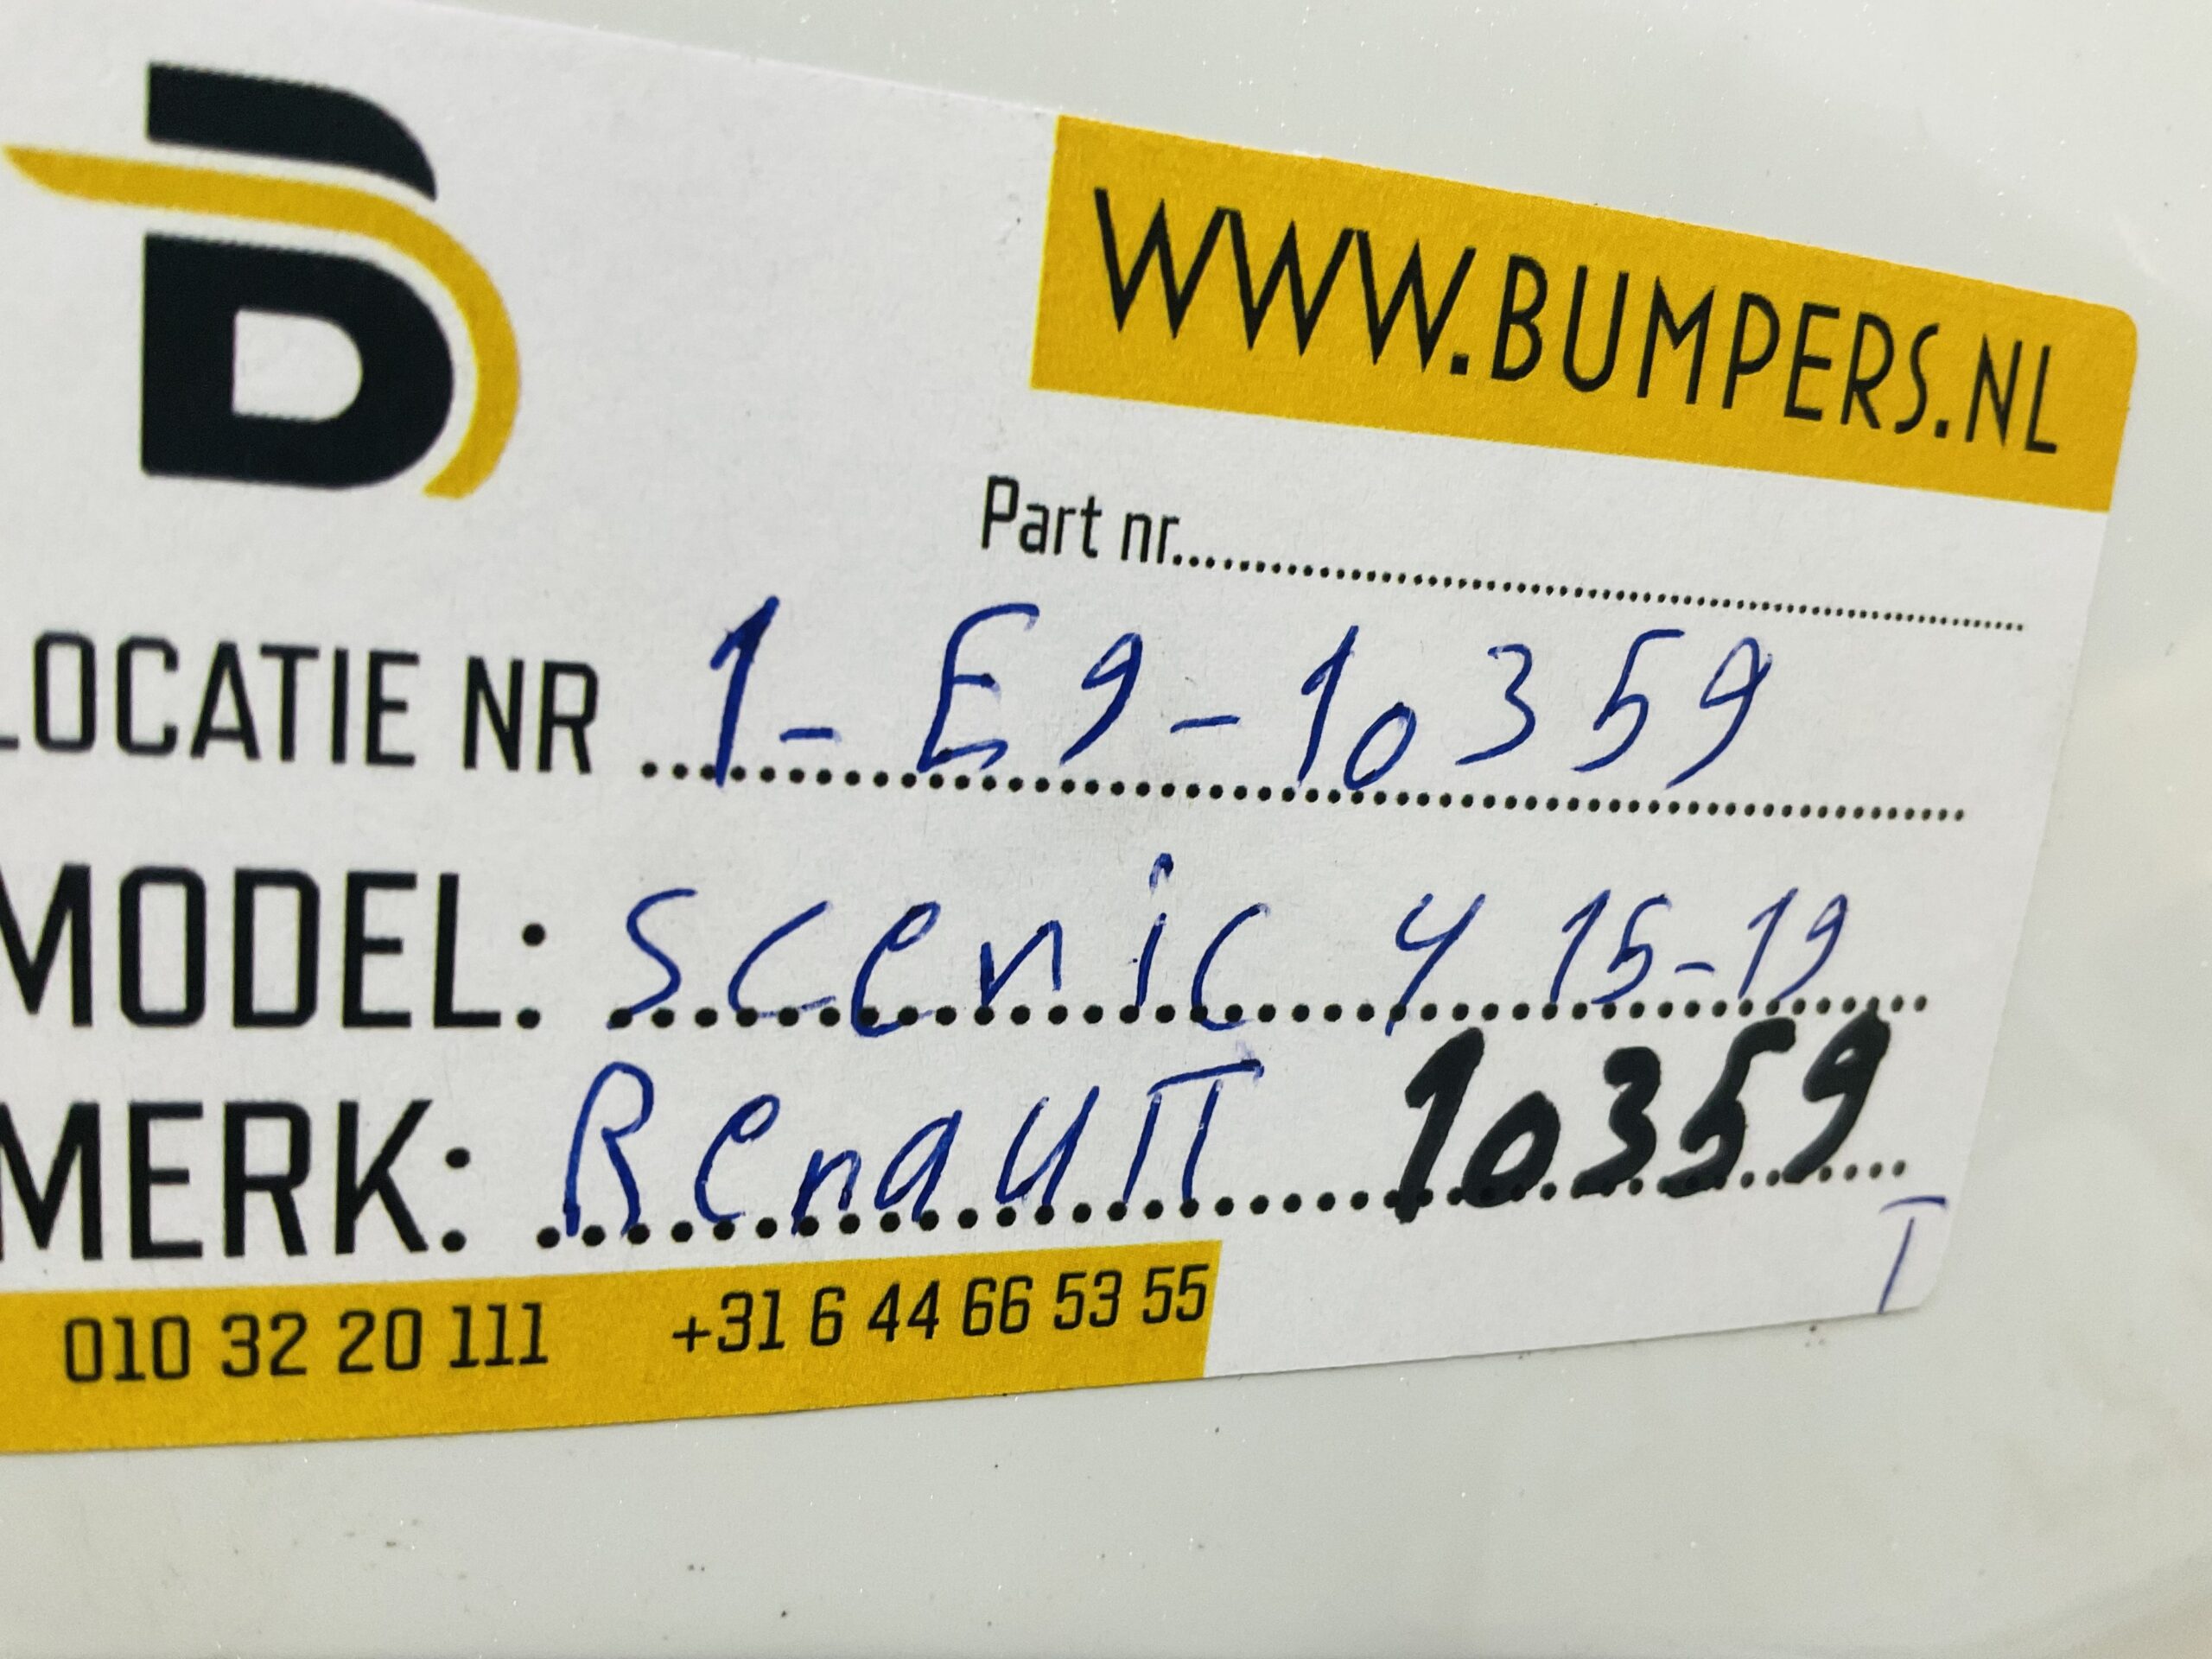 B
WWW.BUMPERS.NL
Part nr..........
LOCATIE NR 1-E9-10359
MODEL: Scenic 4 15-19
MERK: Renault 10359
T
010 32 20 111 +31 6 44 66 53 55